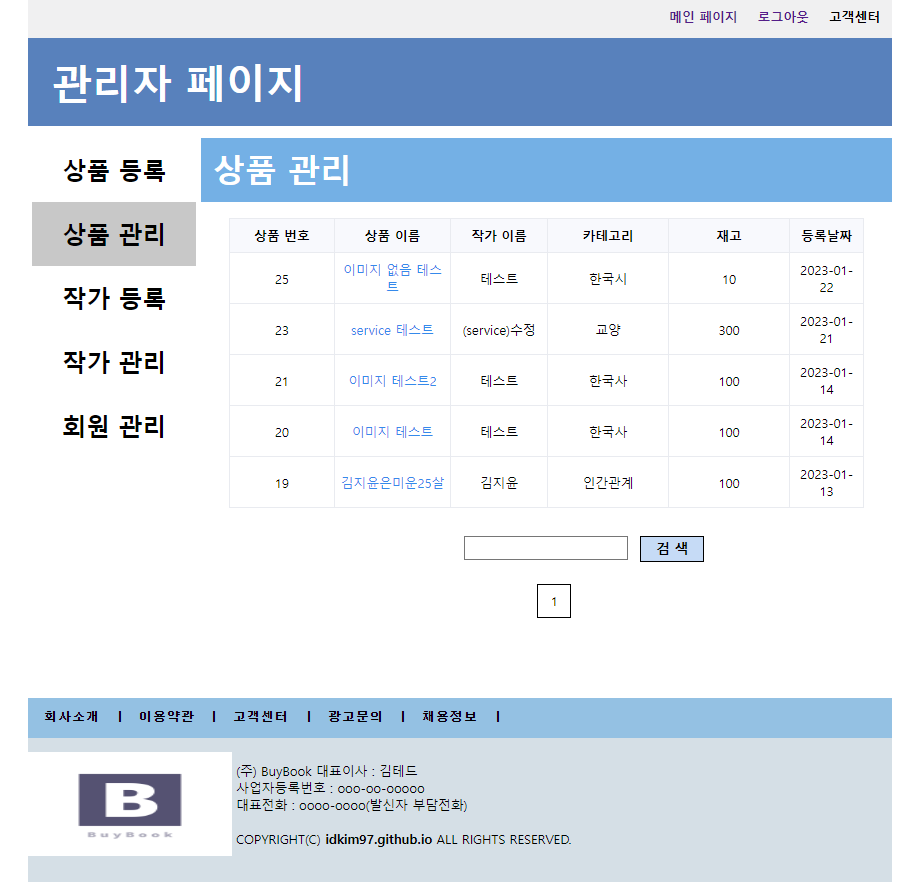 메인 페이지 로그아웃 고객센터
관리자 페이지
상품 등록
상품 관리
작가 등록
작가 관리
회원 관리
상품 관리
상품 번호 상품 이름 작가 이름 카테고리 재고 등록날짜
25 이미지 없음 테스트 테스트 한국시 10 2023-01-22
23 service 테스트 (service)수정 교양 300 2023-01-21
21 이미지 테스트2 테스트 한국사 100 2023-01-14
20 이미지 테스트 테스트 한국사 100 2023-01-14
19 김지윤은미운25살 김지윤 인간관계 100 2023-01-13
검 색
1
회사소개 | 이용약관 | 고객센터 | 광고문의 | 채용정보 |
B
BuyBook
(주) BuyBook 대표이사 : 김테드
사업자등록번호 : ooo-oo-ooooo
대표전화 : oooo-oooo(발신자 부담전화)
COPYRIGHT(C) idkim97.github.io ALL RIGHTS RESERVED.